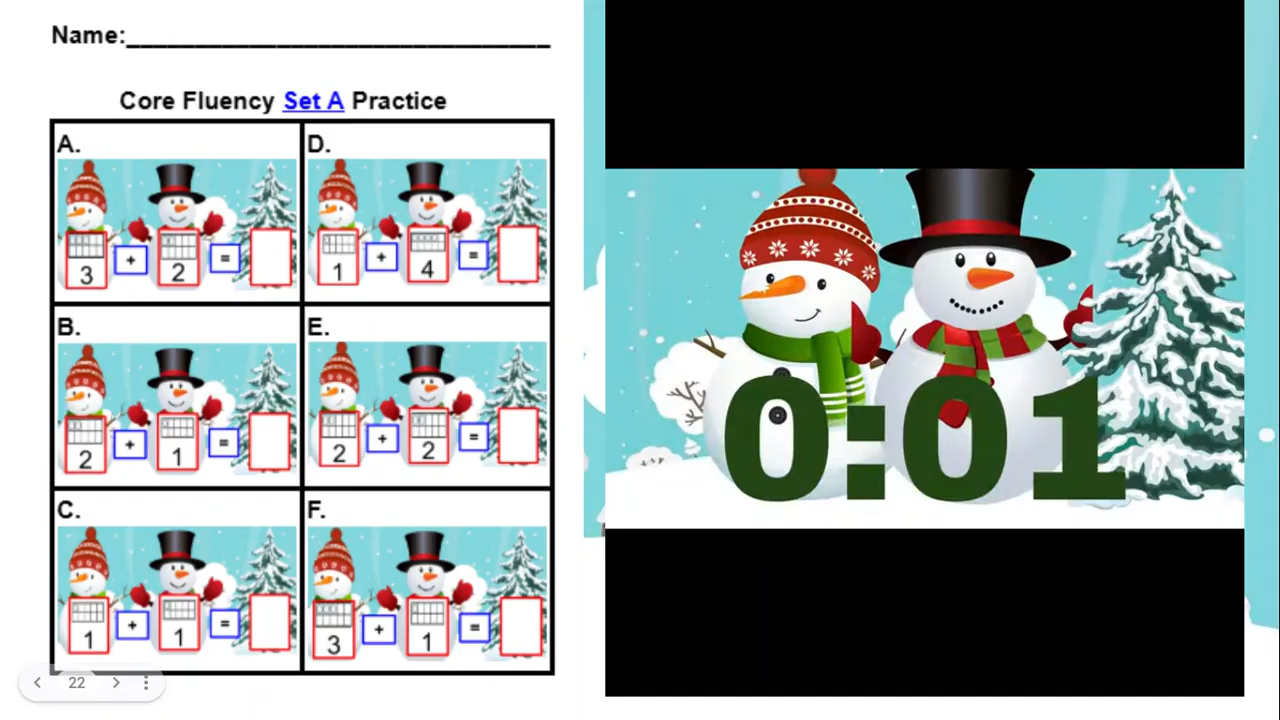 Name:_______________________________
Core Fluency Set A Practice
A.
3 + 2 =
B.
2 + 1 =
C.
1 + 1 =
D.
1 + 4 =
E.
2 + 2 =
F.
3 + 1 =
0:01
22